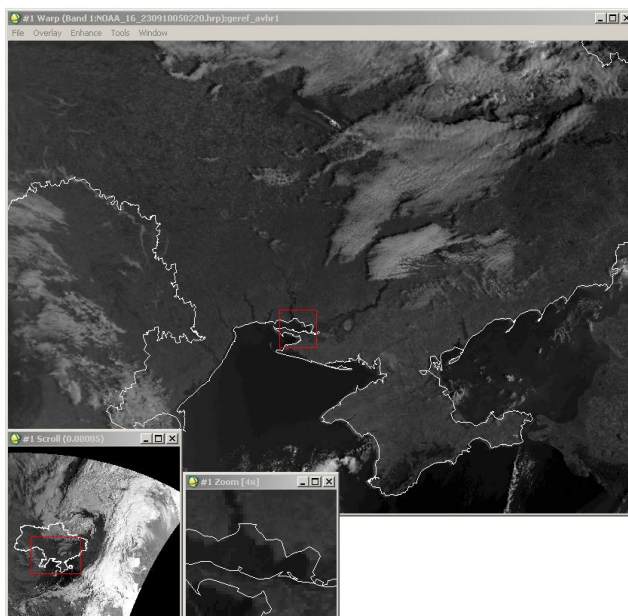 #1 Warp (Band 1:NOAA_16_230910050220.hrp):geref_avhr1
File Overlay Enhance Tools Window
#1 Scroll (0.08085)
#1 Zoom [4x]